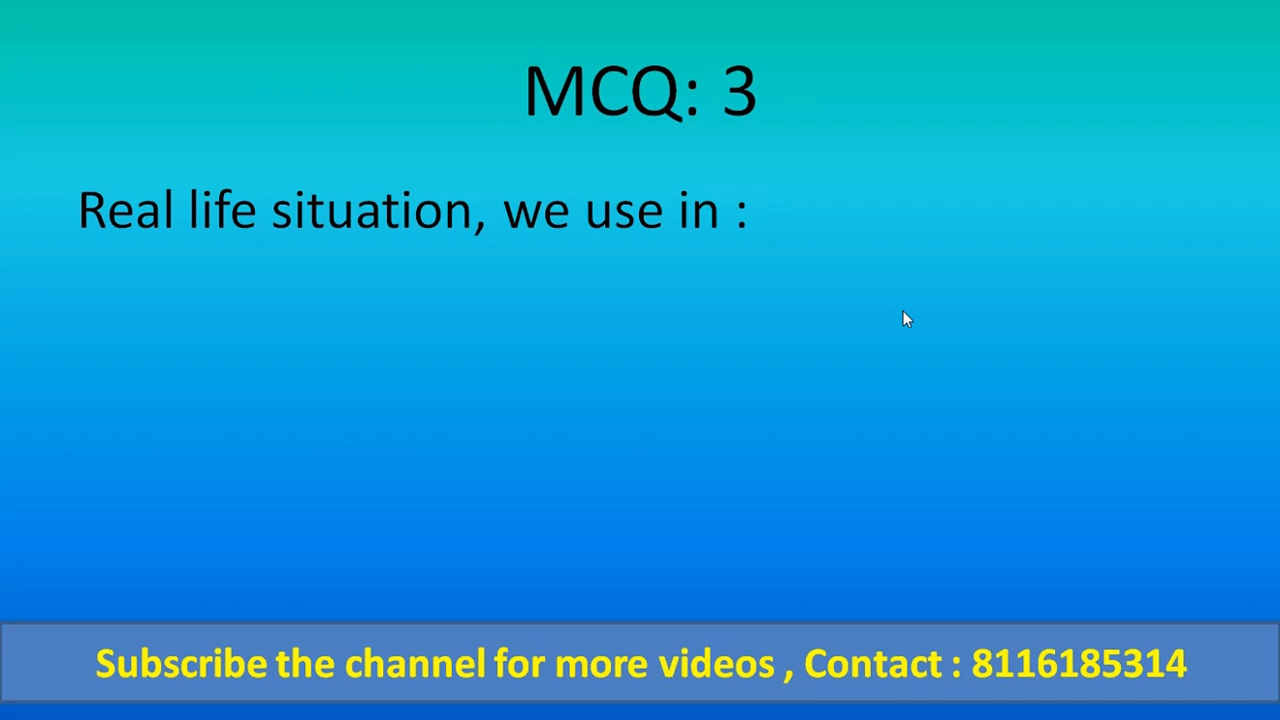 MCQ: 3
Real life situation, we use in :
Subscribe the channel for more videos , Contact : 8116185314